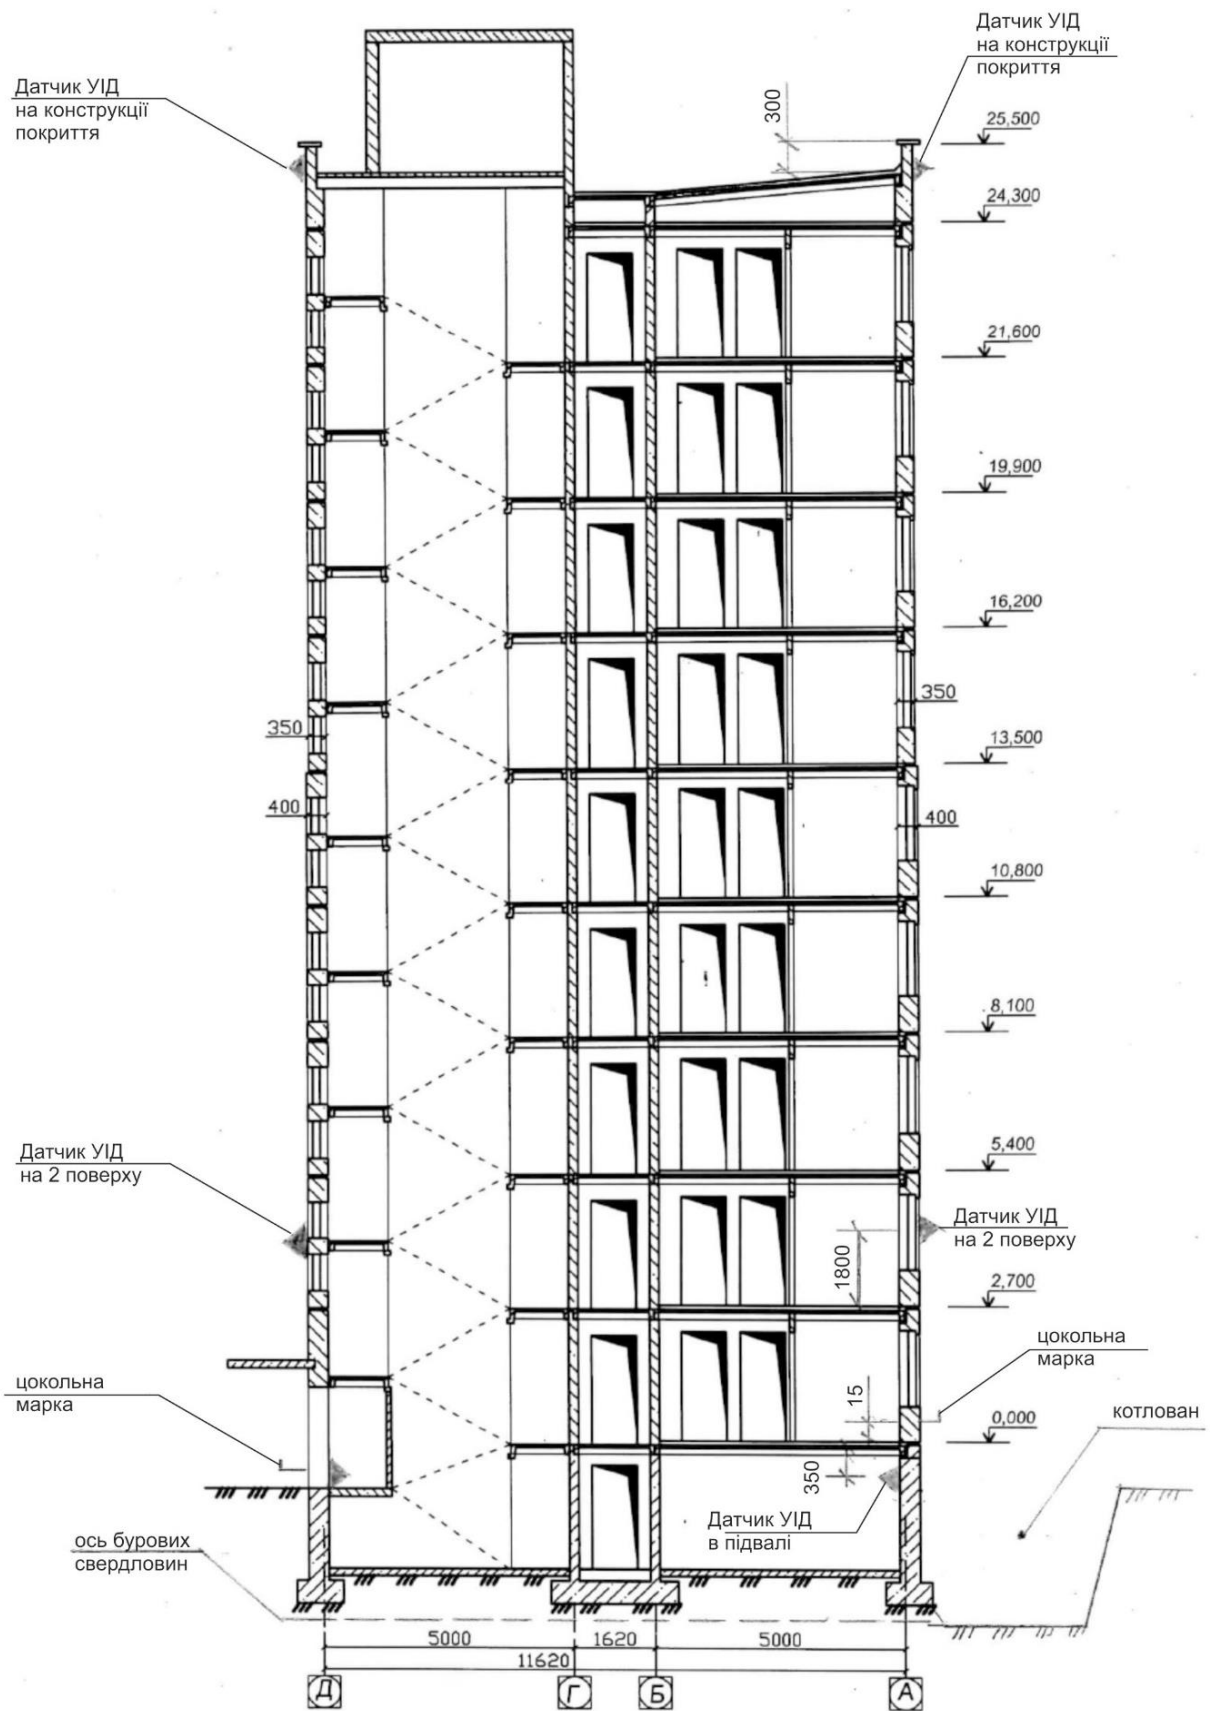 Датчик УІД
на конструкції
покриття
Датчик УІД
на конструкції
покриття
300
25,500
24,300
21,600
19,900
16,200
350
350
13,500
400
400
10,800
8,100
Датчик УІД
на 2 поверху
5,400
Датчик УІД
на 2 поверху
1800
2,700
цокольна
марка
цокольна
марка
15
0,000
котлован
350
Датчик УІД
в підвалі
ось бурових
свердловин
5000
1620
5000
11620
Д
Г
Б
А